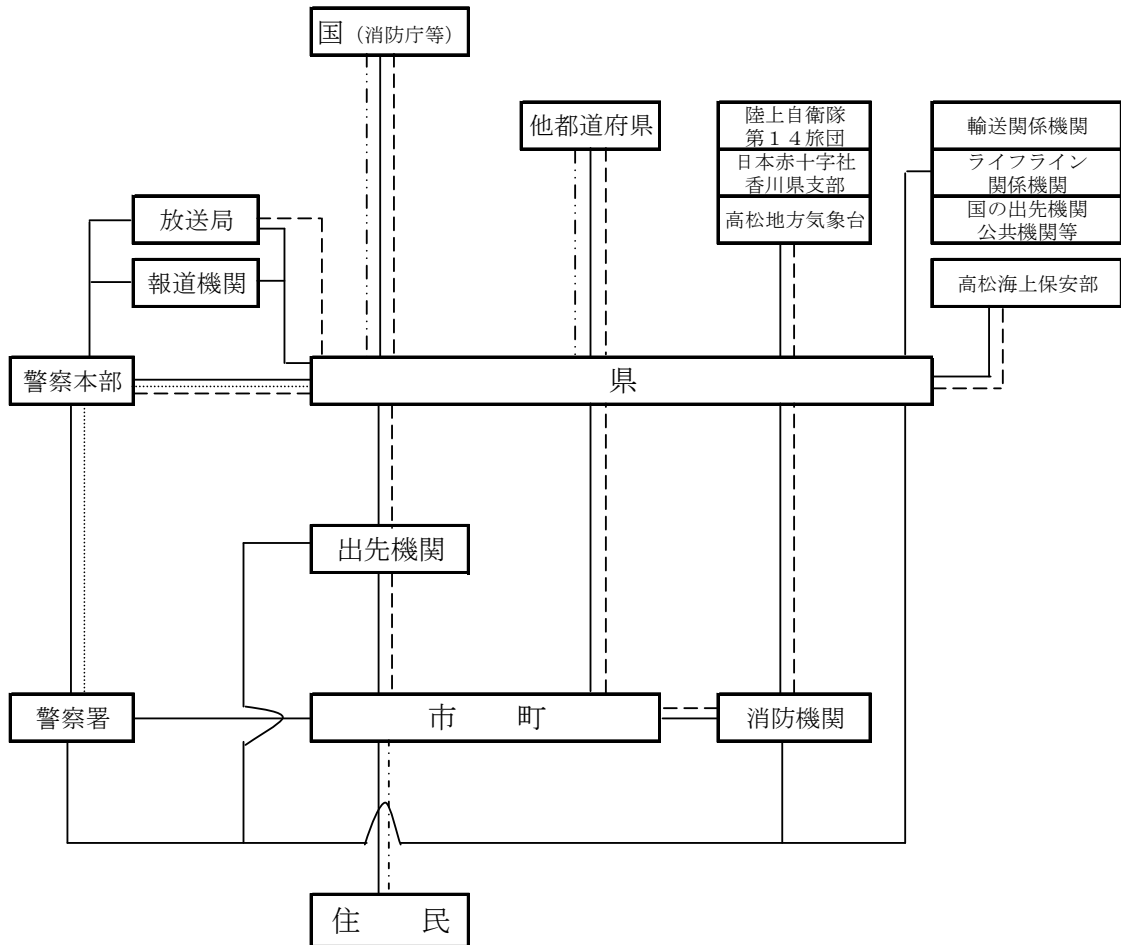 国（消防庁等）
他都道府県
陸上自衛隊
第１４旅団
日本赤十字社
香川県支部
高松地方気象台
輸送関係機関
ライフライン
関係機関
国の出先機関
公共機関等
放送局
報道機関
高松海上保安部
警察本部
県
出先機関
警察署
市　　町
消防機関
住　　民